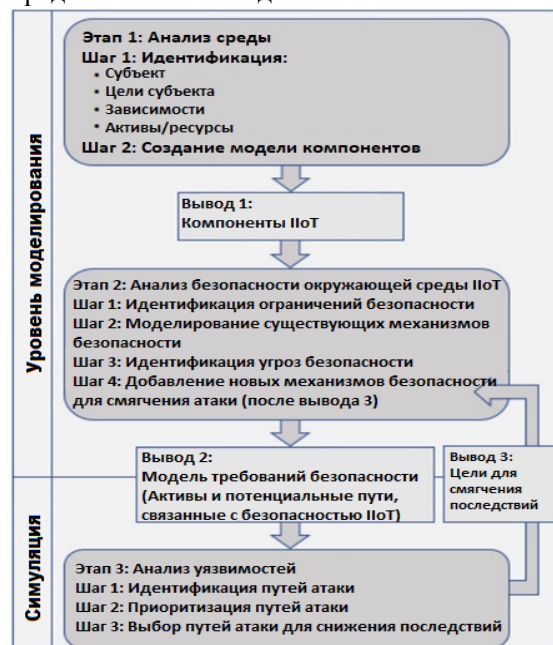 Этап 1: Анализ среды
Шаг 1: Идентификация:
• Субъект
• Цели субъекта
• Зависимости
• Активы/ресурсы
Шаг 2: Создание модели компонентов
Вывод 1:
Компоненты IIoT
Уровень моделирования
Этап 2: Анализ безопасности окружающей среды IIoT
Шаг 1: Идентификация ограничений безопасности
Шаг 2: Моделирование существующих механизмов
безопасности
Шаг 3: Идентификация угроз безопасности
Шаг 4: Добавление новых механизмов безопасности
для смягчения атаки (после вывода 3)
Вывод 2:
Модель требований безопасности
(Активы и потенциальные пути,
связанные с безопасностью IIoT)
Вывод 3:
Цели для
смягчения
последствий
Симуляция
Этап 3: Анализ уязвимостей
Шаг 1: Идентификация путей атаки
Шаг 2: Приоритизация путей атаки
Шаг 3: Выбор путей атаки для снижения последствий